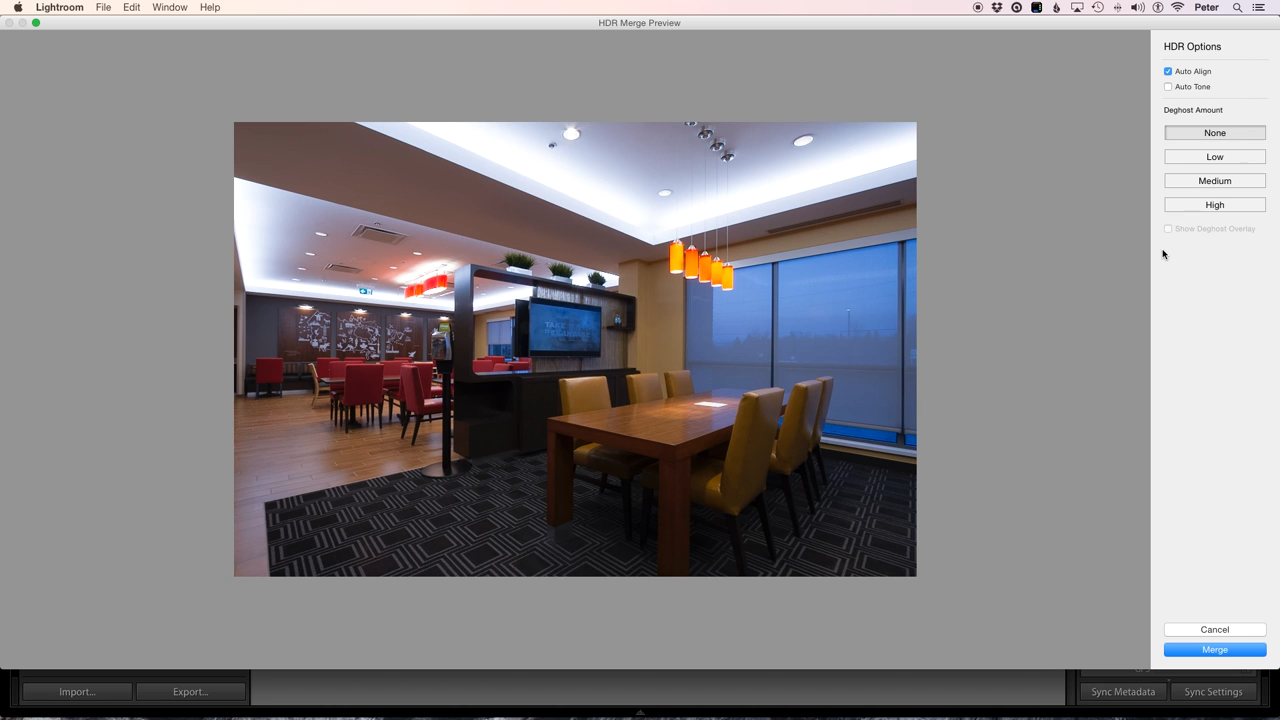 Lightroom File Edit Window Help Peter
HDR Merge Preview
HDR Options
Auto Align
Auto Tone
Deghost Amount
None
Low
Medium
High
Show Deghost Overlay
TAKE
Cancel
Merge
Import... Export... Sync Metadata Sync Settings